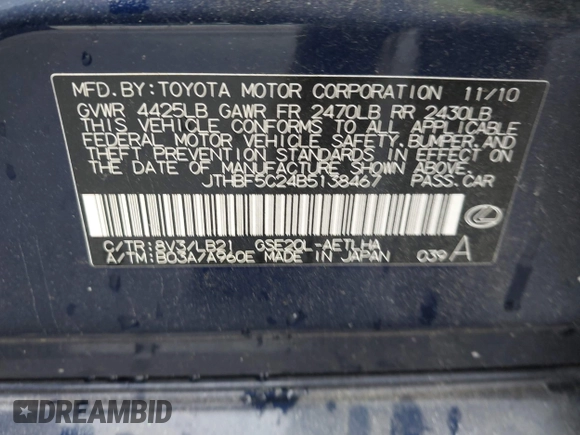 MFD. BY: TOYOTA MOTOR CORPORATION 11/10
GVWR 4425LB GAWR FR 2470LB RR 2430LB
THIS VEHICLE CONFORMS TO ALL APPLICABLE
FEDERAL MOTOR VEHICLE SAFETY, BUMPER, AND
THEFT PREVENTION STANDARDS IN EFFECT ON
THE DATE OF MANUFACTURE SHOWN ABOVE.
JTHBF5C24B5138467 PASS.CAR
C/TR: 8V3/LB21 GSE20L-AETLHA
A/TM: B03A/A960E MADE IN JAPAN 039 A
DREAMBID